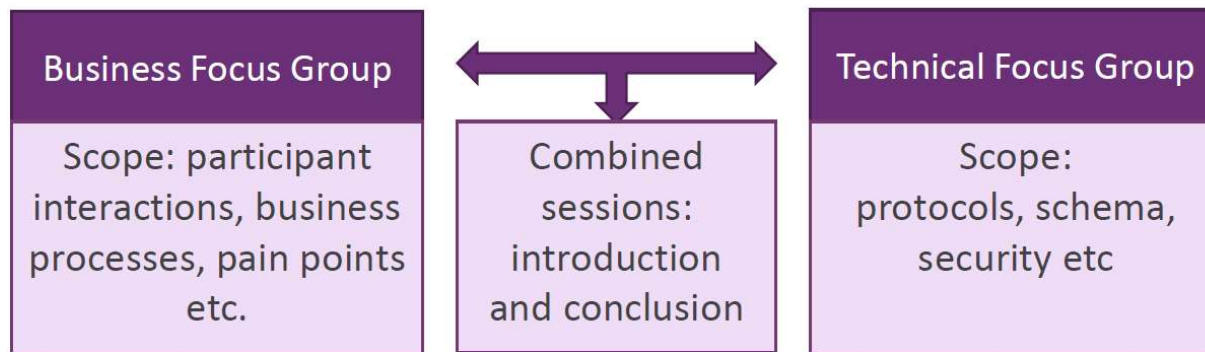 Business Focus Group
Scope: participant
interactions, business
processes, pain points
etc.
Combined
sessions:
introduction
and conclusion
Technical Focus Group
Scope:
protocols, schema,
security etc